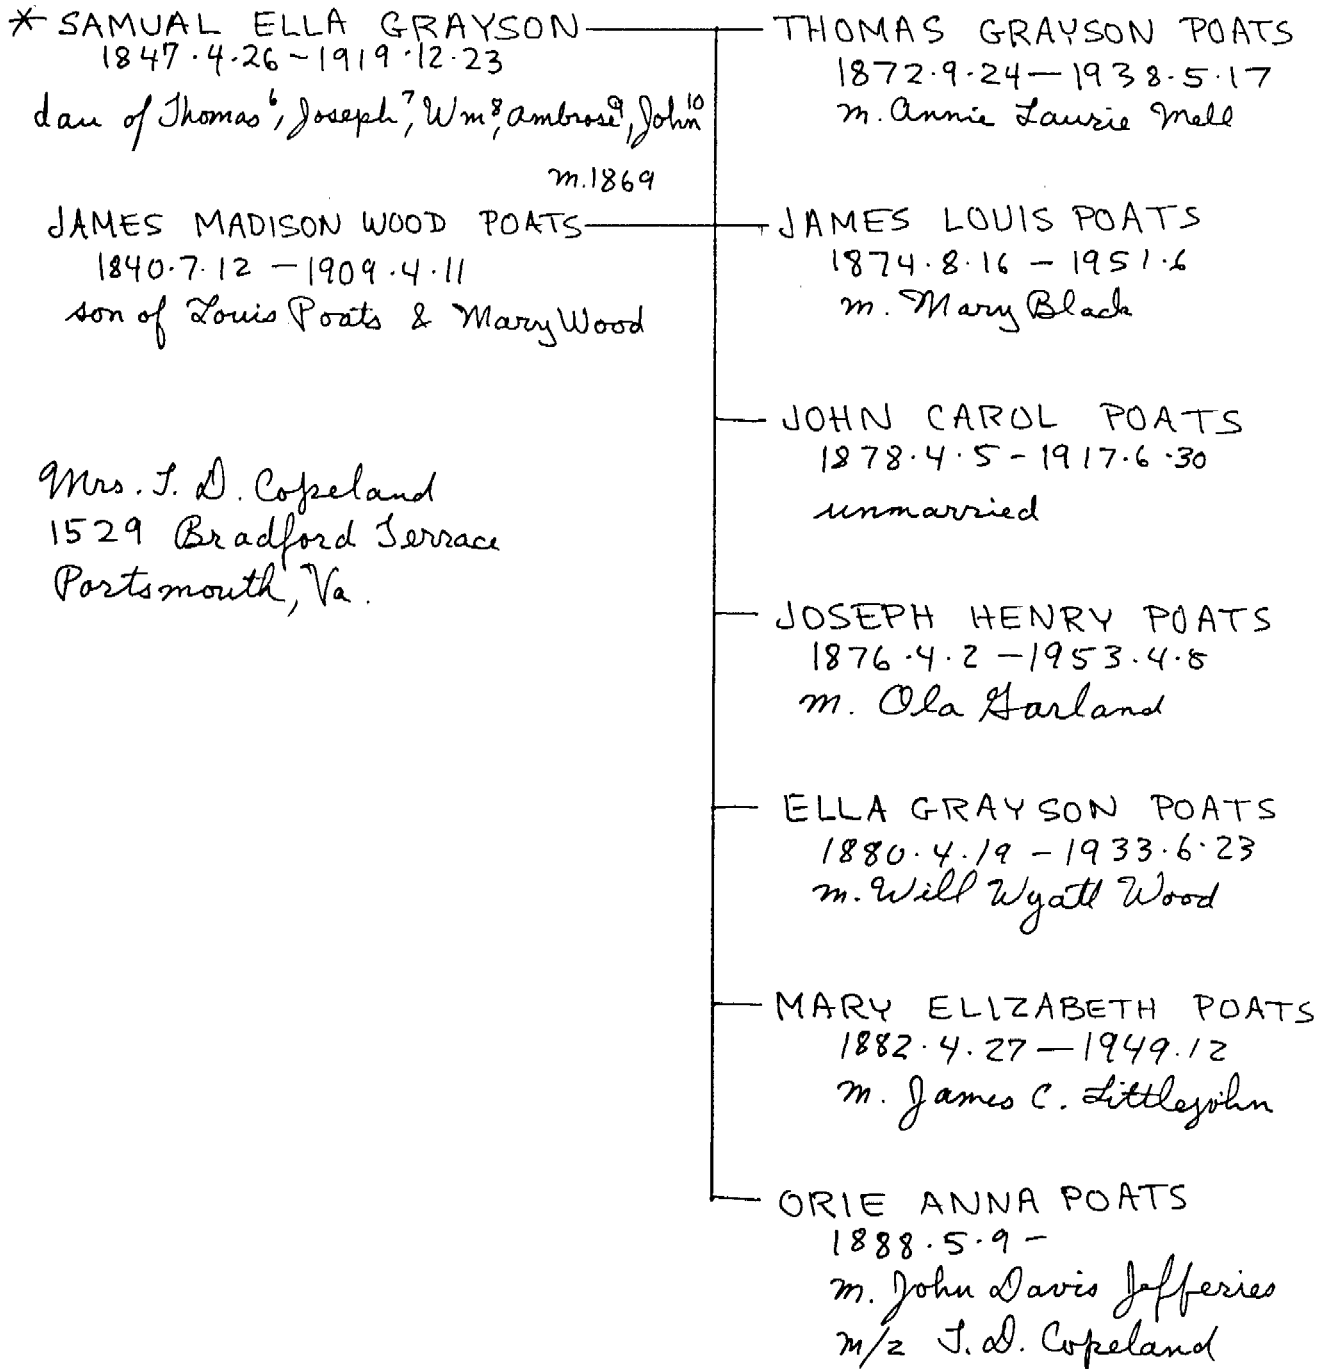 * SAMUAL ELLA GRAYSON
1847.4.26 - 1919.12.23
dau of Thomas⁶, Joseph⁷, Wm⁸, Ambrose⁹, John¹⁰
m. 1869
JAMES MADISON WOOD POATS
1840.7.12 - 1909.4.11
son of Louis Poats & Mary Wood
Mrs. T. D. Copeland
1529 Bradford Terrace
Portsmouth, Va.
THOMAS GRAYSON POATS
1872.9.24 - 1938.5.17
m. Annie Laurie Mell
JAMES LOUIS POATS
1874.8.16 - 1951.6
m. Mary Black
JOHN CAROL POATS
1878.4.5 - 1917.6.30
unmarried
JOSEPH HENRY POATS
1876.4.2 - 1953.4.8
m. Ola Garland
ELLA GRAYSON POATS
1880.4.19 - 1933.6.23
m. Will Wyatt Wood
MARY ELIZABETH POATS
1882.4.27 - 1949.12
m. James C. Littlejohn
ORIE ANNA POATS
1888.5.9 -
m. John Davis Jefferies
m/2 T. D. Copeland